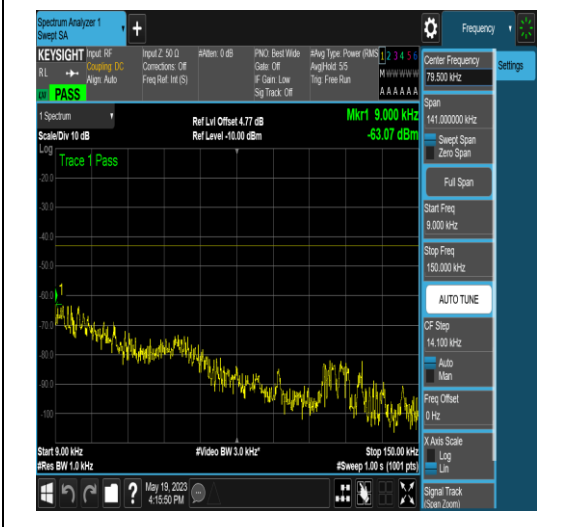 Spectrum Analyzer 1
Swept SA
+
Frequency
KEYSIGHT
RL
PASS
Input: RF
Coupling: DC
Align: Auto
Input Z: 50 Ω
Corrections: Off
Freq Ref: Int (S)
#Atten: 0 dB
PNO: Best Wide
Gate: Off
IF Gain: Low
Sig Track: Off
#Avg Type: Power (RMS
Avg|Hold: 5/5
Trig: Free Run
1 2 3 4 5 6
M W W W W W
A A A A A A
1 Spectrum
Scale/Div 10 dB
Log
Ref Lvl Offset 4.77 dB
Ref Level -10.00 dBm
Mkr1 9.000 kHz
-63.07 dBm
Trace 1 Pass
-20.0
-30.0
-40.0
-50.0
-60.0
1
-70.0
-80.0
-90.0
-100
Start 9.00 kHz
#Res BW 1.0 kHz
#Video BW 3.0 kHz*
Stop 150.00 kHz
#Sweep 1.00 s (1001 pts)
?
May 19, 2023
4:15:50 PM
Settings
Center Frequency
79.500 kHz
Span
141.000000 kHz
Swept Span
Zero Span
Full Span
Start Freq
9.000 kHz
Stop Freq
150.000 kHz
AUTO TUNE
CF Step
14.100 kHz
Auto
Man
Freq Offset
0 Hz
X Axis Scale
Log
Lin
Signal Track
(Span Zoom)